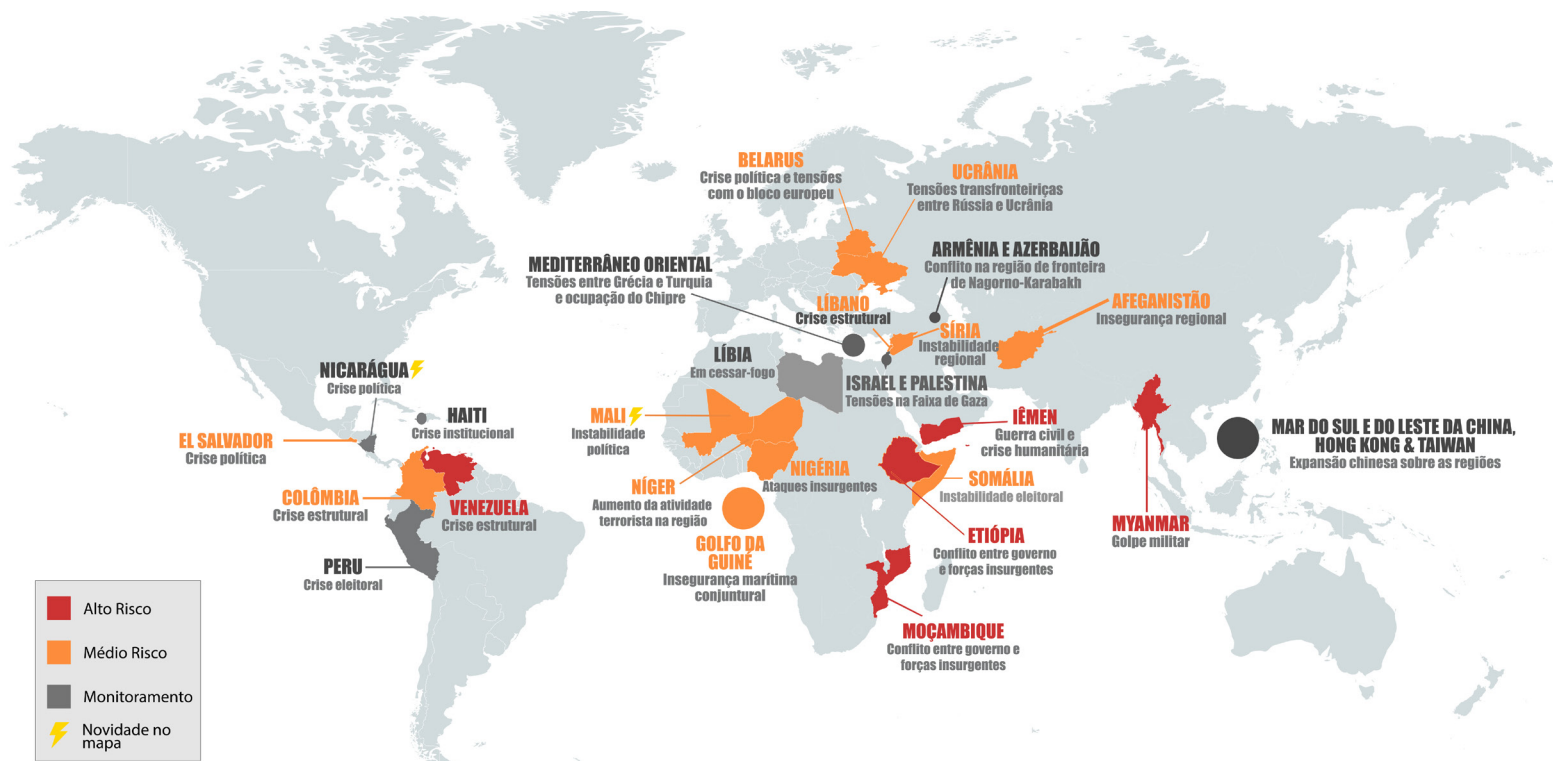 BELARUS
Crise política e tensões
com o bloco europeu
UCRÂNIA
Tensões transfronteiriças
entre Rússia e Ucrânia
MEDITERRÂNEO ORIENTAL
Tensões entre Grécia e Turquia
e ocupação do Chipre
ARMÊNIA E AZERBAIJÃO
Conflito na região de fronteira
de Nagorno-Karabakh
LÍBANO
Crise estrutural
SÍRIA
Instabilidade
regional
AFEGANISTÃO
Insegurança regional
LÍBIA
Em cessar-fogo
ISRAEL E PALESTINA
Tensões na Faixa de Gaza
NICARÁGUA
Crise política
HAITI
Crise institucional
EL SALVADOR
Crise política
MALI
Instabilidade
política
IÊMEN
Guerra civil e
crise humanitária
MAR DO SUL E DO LESTE DA CHINA,
HONG KONG & TAIWAN
Expansão chinesa sobre as regiões
COLÔMBIA
Crise estrutural
VENEZUELA
Crise estrutural
NÍGER
Aumento da atividade
terrorista na região
NIGÉRIA
Ataques insurgentes
SOMÁLIA
Instabilidade eleitoral
MYANMAR
Golpe militar
PERU
Crise eleitoral
GOLFO DA
GUINÉ
Insegurança marítima
conjuntural
ETIÓPIA
Conflito entre governo
e forças insurgentes
MOÇAMBIQUE
Conflito entre governo e
forças insurgentes
Alto Risco
Médio Risco
Monitoramento
Novidade no
mapa